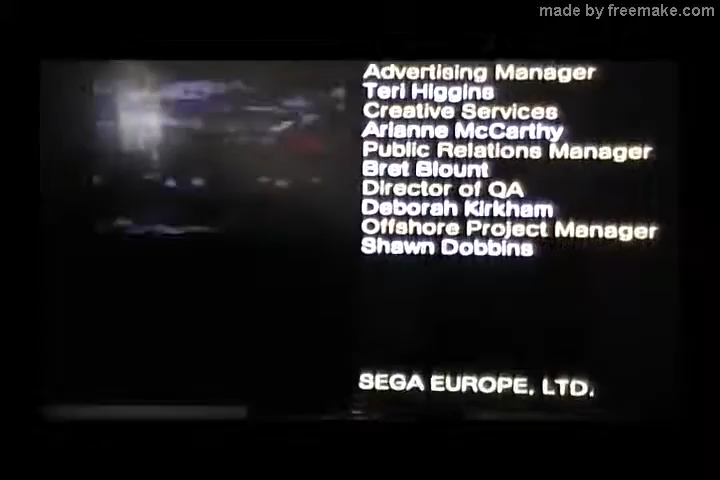 made by freemake.com
Advertising Manager
Teri Higgins
Creative Services
Arianne McCarthy
Public Relations Manager
Bret Blount
Director of QA
Deborah Kirkham
Offshore Project Manager
Shawn Dobbins
SEGA EUROPE, LTD.